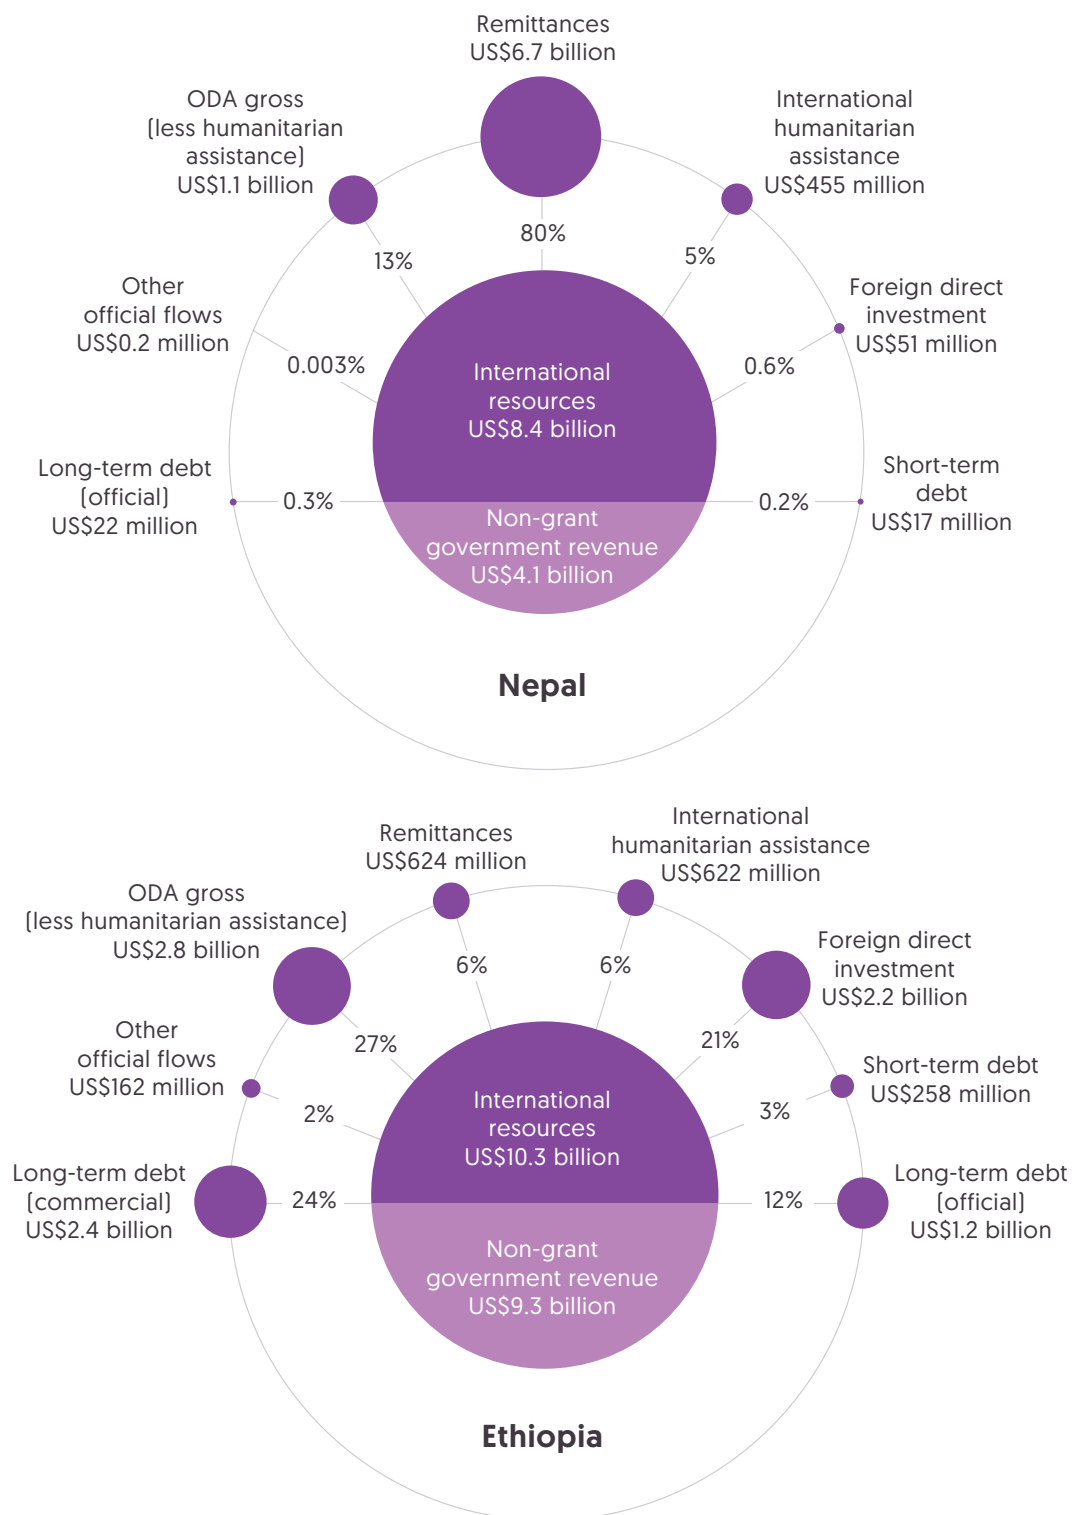 Remittances
US$6.7 billion
ODA gross
(less humanitarian
assistance)
US$1.1 billion
International
humanitarian
assistance
US$455 million
80%
13%
5%
Other
official flows
US$0.2 million
Foreign direct
investment
US$51 million
0.003%
0.6%
International
resources
US$8.4 billion
Long-term debt
(official)
US$22 million
Short-term
debt
US$17 million
0.3%
0.2%
Non-grant
government revenue
US$4.1 billion
Nepal
Remittances
US$624 million
International
humanitarian assistance
US$622 million
ODA gross
(less humanitarian assistance)
US$2.8 billion
Foreign direct
investment
US$2.2 billion
6%
6%
27%
21%
Other
official flows
US$162 million
Short-term debt
US$258 million
2%
3%
International
resources
US$10.3 billion
Long-term debt
(commercial)
US$2.4 billion
Long-term debt
(official)
US$1.2 billion
24%
12%
Non-grant
government revenue
US$9.3 billion
Ethiopia